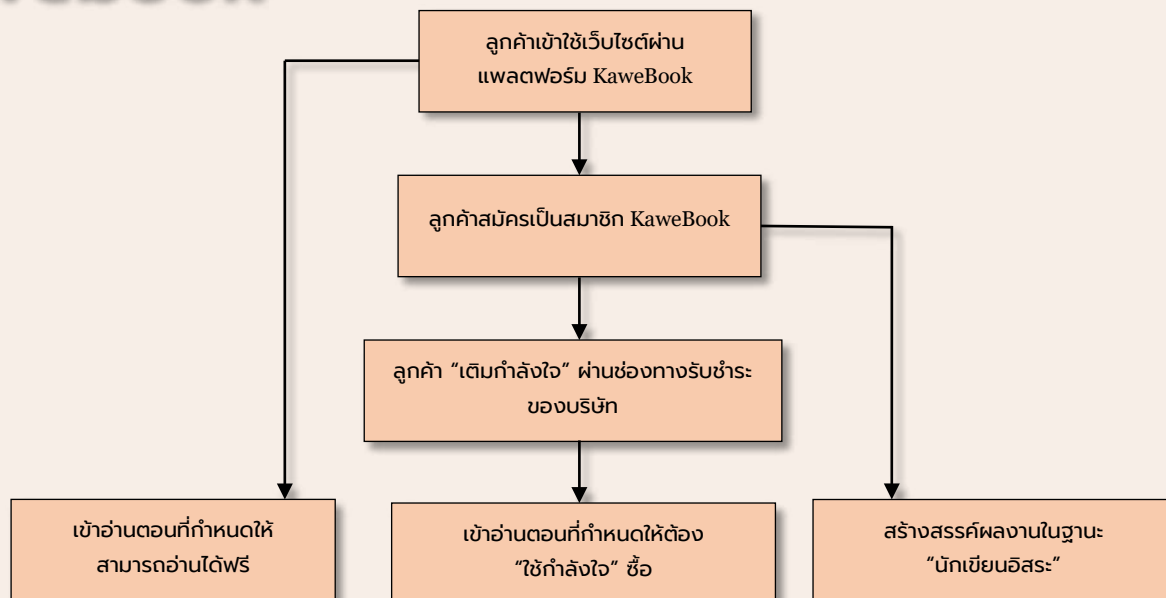 ลูกค้าเข้าใช้เว็บไซต์ผ่าน
แพลตฟอร์ม KaweBook
ลูกค้าสมัครเป็นสมาชิก KaweBook
ลูกค้า “เติมกำลังใจ” ผ่านช่องทางรับชำระ
ของบริษัท
เข้าอ่านตอนที่กำหนดให้
สามารถอ่านได้ฟรี
เข้าอ่านตอนที่กำหนดให้ต้อง
“ใช้กำลังใจ” ซื้อ
สร้างสรรค์ผลงานในฐานะ
“นักเขียนอิสระ”